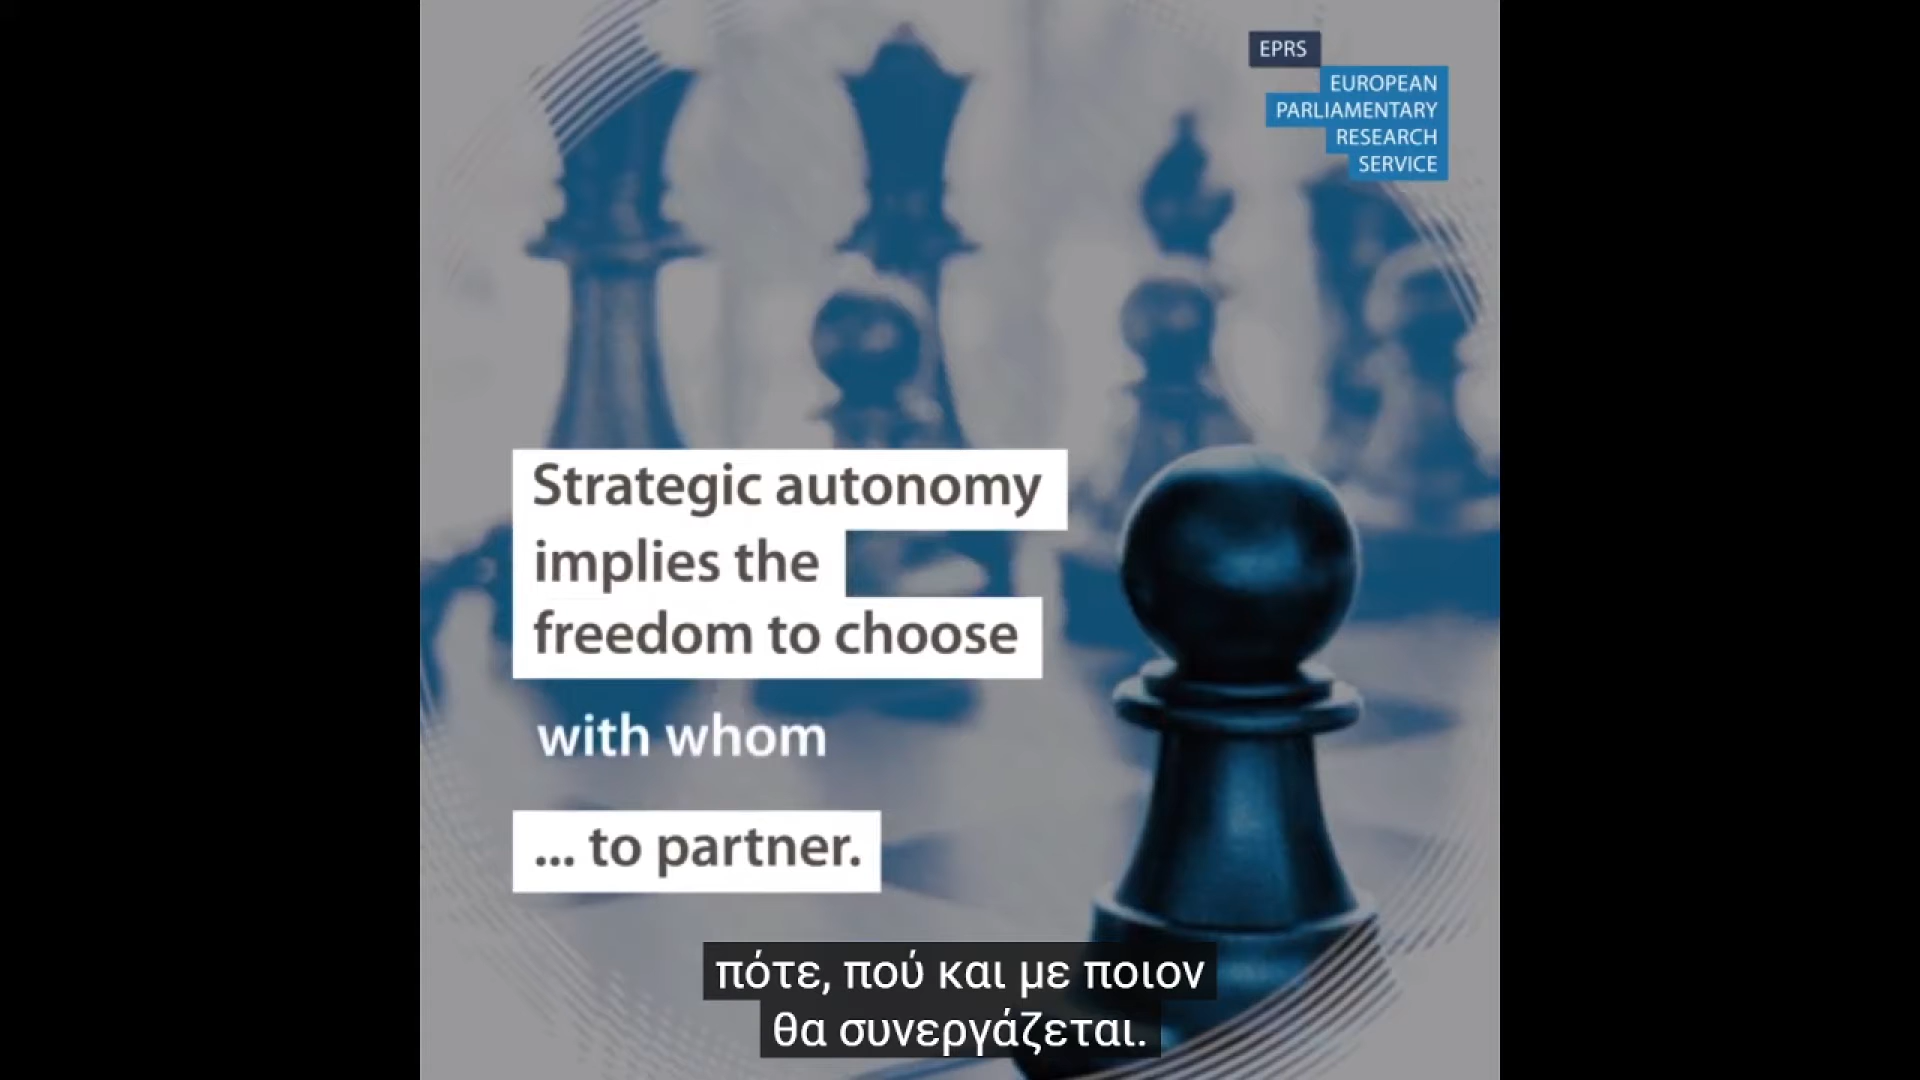 EPRS
EUROPEAN
PARLIAMENTARY
RESEARCH
SERVICE
Strategic autonomy
implies the
freedom to choose
with whom
... to partner.
πότε, πού και με ποιον
θα συνεργάζεται.